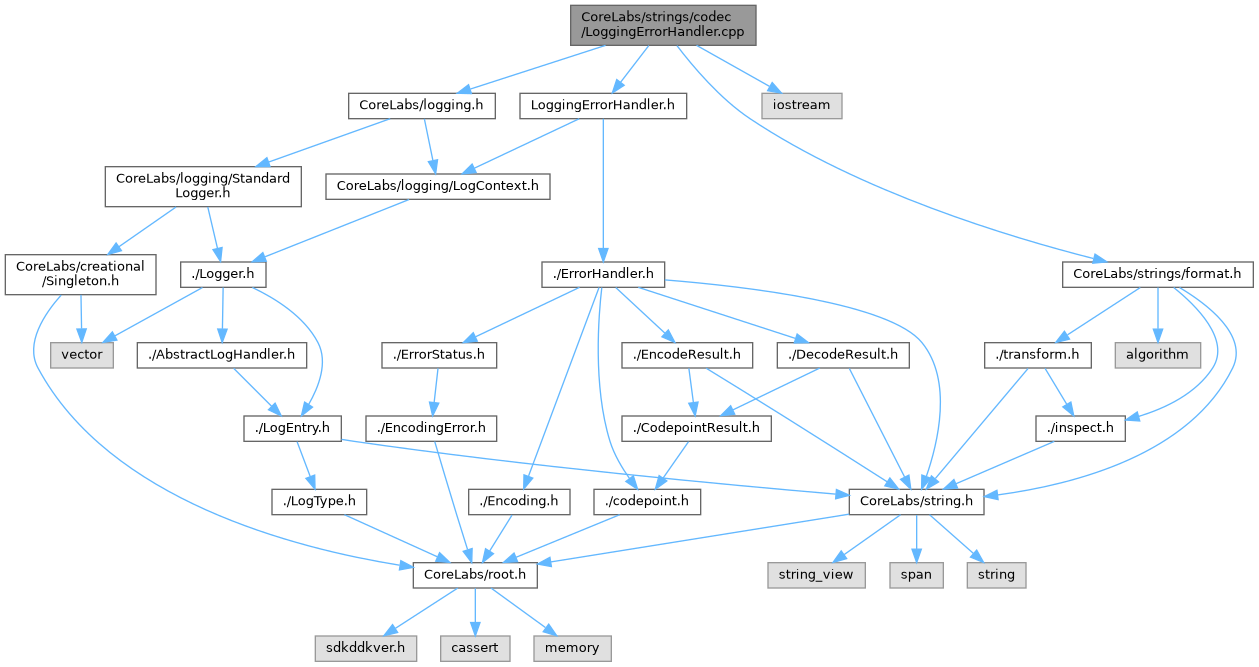 CoreLabs/strings/codec
/LoggingErrorHandler.cpp
CoreLabs/logging.h
LoggingErrorHandler.h
iostream
CoreLabs/logging/Standard
Logger.h
CoreLabs/logging/LogContext.h
CoreLabs/creational
/Singleton.h
./Logger.h
./ErrorHandler.h
CoreLabs/strings/format.h
vector
./AbstractLogHandler.h
./ErrorStatus.h
./EncodeResult.h
./DecodeResult.h
./transform.h
algorithm
./LogEntry.h
./EncodingError.h
./CodepointResult.h
./inspect.h
./LogType.h
./Encoding.h
./codepoint.h
CoreLabs/string.h
CoreLabs/root.h
string_view
span
string
sdkddkver.h
cassert
memory